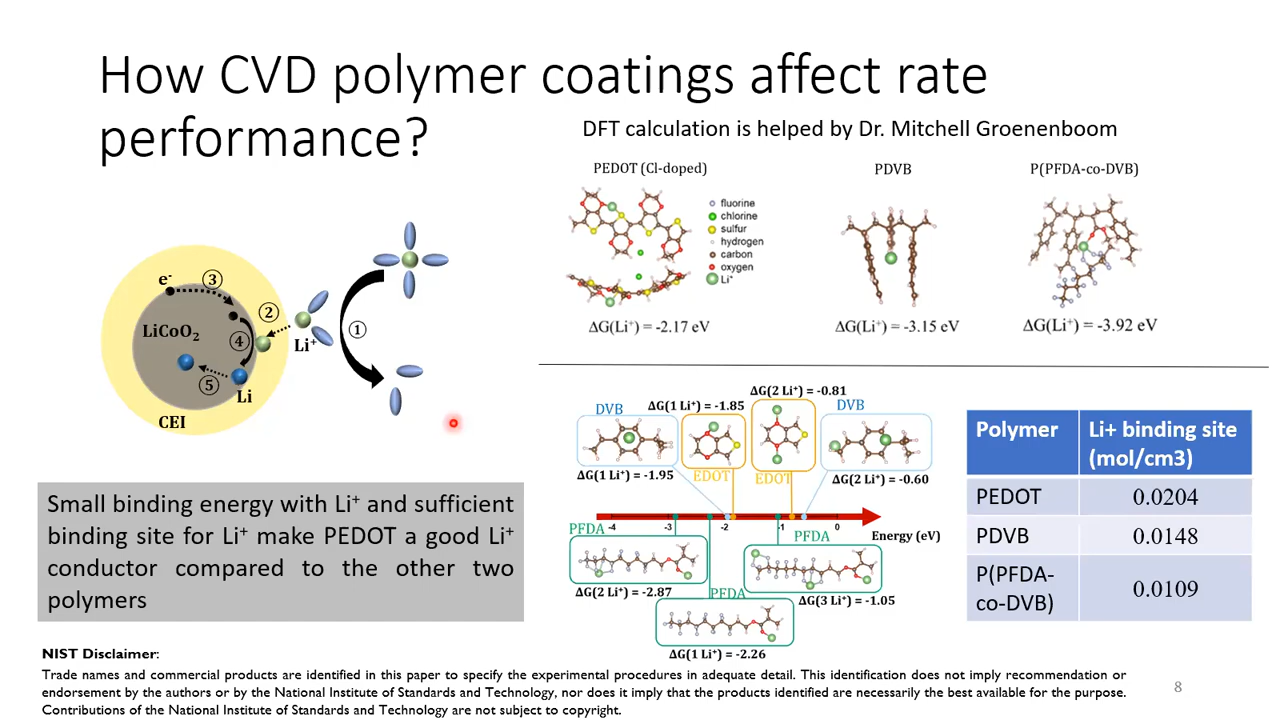 How CVD polymer coatings affect rate
performance?
DFT calculation is helped by Dr. Mitchell Groenenboom
PEDOT (Cl-doped)
PDVB
P(PFDA-co-DVB)
fluorine
chlorine
sulfur
hydrogen
carbon
oxygen
Li⁺
ΔG(Li⁺) = -2.17 eV
ΔG(Li⁺) = -3.15 eV
ΔG(Li⁺) = -3.92 eV
e⁻
③
②
LiCoO₂
④
Li⁺
①
⑤
Li
CEI
ΔG(2 Li⁺) = -0.81
DVB
ΔG(1 Li⁺) = -1.85
DVB
ΔG(1 Li⁺) = -1.95
EDOT
EDOT
ΔG(2 Li⁺) = -0.60
-4
-3
-2
-1
0
Energy (eV)
PFDA
PFDA
ΔG(2 Li⁺) = -2.87
PFDA
ΔG(3 Li⁺) = -1.05
ΔG(1 Li⁺) = -2.26
Polymer
Li+ binding site
(mol/cm3)
PEDOT
0.0204
PDVB
0.0148
P(PFDA-
co-DVB)
0.0109
Small binding energy with Li⁺ and sufficient
binding site for Li⁺ make PEDOT a good Li⁺
conductor compared to the other two
polymers
NIST Disclaimer:
Trade names and commercial products are identified in this paper to specify the experimental procedures in adequate detail. This identification does not imply recommendation or
endorsement by the authors or by the National Institute of Standards and Technology, nor does it imply that the products identified are necessarily the best available for the purpose.
Contributions of the National Institute of Standards and Technology are not subject to copyright.
8